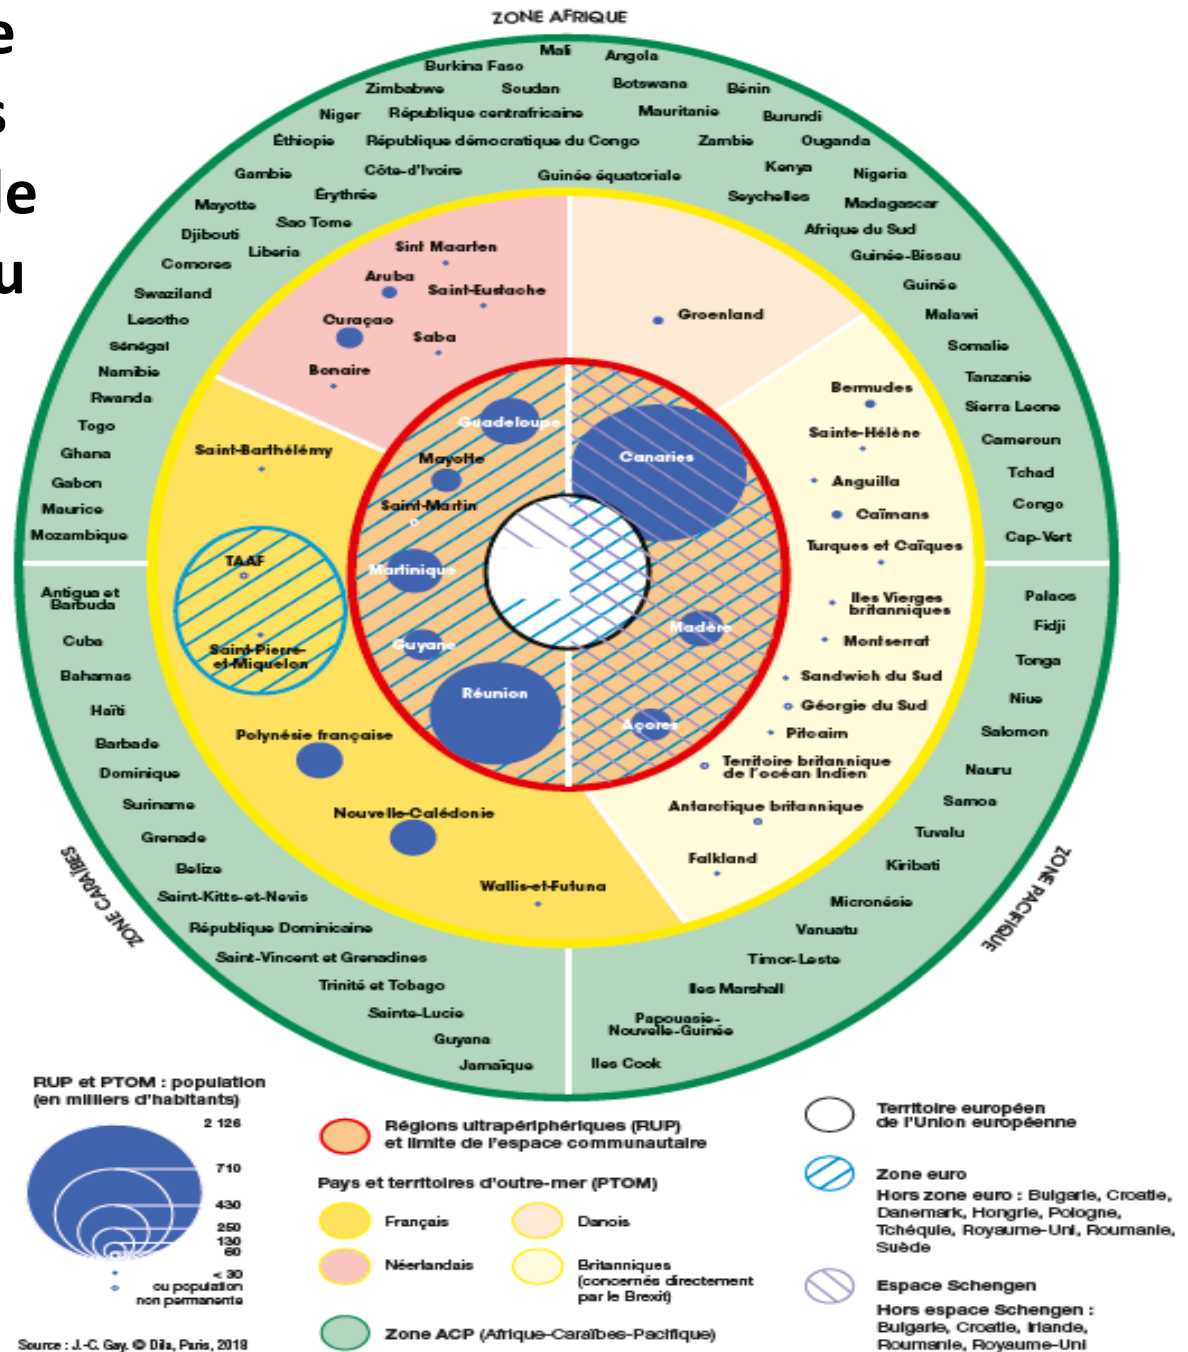 e
s
le
u
ZONE AFRIQUE
Mali
Angola
Burkina Faso
Zimbabwe
Soudan
Botswana
Bénin
Niger
République centrafricaine
Mauritanie
Burundi
Éthiopie
République démocratique du Congo
Zambie
Ouganda
Gambie
Côte-d'Ivoire
Guinée équatoriale
Kenya
Nigeria
Mayotte
Érythrée
Seychelles
Madagascar
Djibouti
Sao Tome
Afrique du Sud
Comores
Liberia
Guinée-Bissau
Swaziland
Guinée
Lesotho
Malawi
Sénégal
Somalie
Namibie
Tanzanie
Rwanda
Sierra Leone
Togo
Cameroun
Ghana
Tchad
Gabon
Congo
Maurice
Cap-Vert
Mozambique
Sint Maarten
Aruba
Saint-Eustache
Curaçao
Saba
Bonaire
Groenland
Bermudes
Sainte-Hélène
Anguilla
Caïmans
Turques et Caïques
Iles Vierges
britanniques
Montserrat
Sandwich du Sud
Géorgie du Sud
Pitcairn
Territoire britannique
de l'océan Indien
Antarctique britannique
Falkland
Saint-Barthélémy
TAAF
Saint-Pierre-
et-Miquelon
Polynésie française
Nouvelle-Calédonie
Wallis-et-Futuna
Guadeloupe
Mayotte
Saint-Martin
Martinique
Guyane
Réunion
Canaries
Madère
Açores
Antigua et
Barbuda
Cuba
Bahamas
Haïti
Barbade
Dominique
Suriname
Grenade
Belize
Saint-Kitts-et-Nevis
République Dominicaine
Saint-Vincent et Grenadines
Trinité et Tobago
Sainte-Lucie
Guyana
Jamaïque
ZONE CARAÏBES
Palaos
Fidji
Tonga
Niue
Salomon
Nauru
Samoa
Tuvalu
Kiribati
Micronésie
Vanuatu
Timor-Leste
Iles Marshall
Papouasie-
Nouvelle-Guinée
Iles Cook
ZONE PACIFIQUE
RUP et PTOM : population
(en milliers d'habitants)
2 126
710
430
250
130
60
< 30
ou population
non permanente
Source : J.-C. Gay. © Dila, Paris, 2018
Régions ultrapériphériques (RUP)
et limite de l'espace communautaire
Pays et territoires d'outre-mer (PTOM)
Français
Danois
Néerlandais
Britanniques
(concernés directement
par le Brexit)
Zone ACP (Afrique-Caraïbes-Pacifique)
Territoire européen
de l'Union européenne
Zone euro
Hors zone euro : Bulgarie, Croatie,
Danemark, Hongrie, Pologne,
Tchéquie, Royaume-Uni, Roumanie,
Suède
Espace Schengen
Hors espace Schengen :
Bulgarie, Croatie, Irlande,
Roumanie, Royaume-Uni